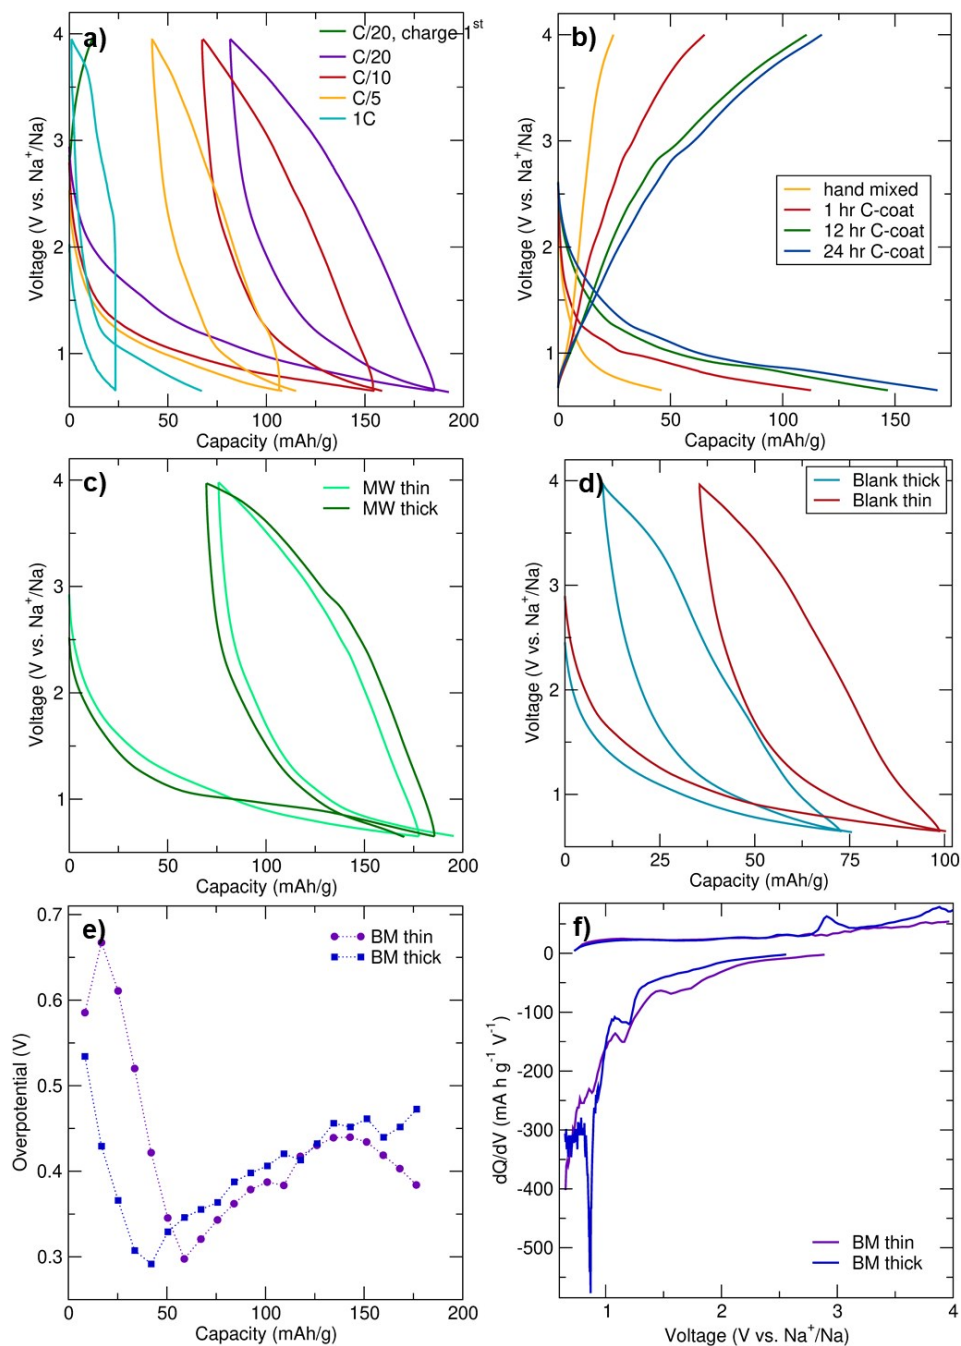 a)
C/20, charge 1st
C/20
C/10
C/5
1C
4
3
2
1
0
50
100
150
200
Voltage (V vs. Na+/Na)
Capacity (mAh/g)
b)
hand mixed
1 hr C-coat
12 hr C-coat
24 hr C-coat
4
3
2
1
0
50
100
150
Voltage (V vs. Na+/Na)
Capacity (mAh/g)
c)
MW thin
MW thick
4
3
2
1
0
50
100
150
200
Voltage (V vs. Na+/Na)
Capacity (mAh/g)
d)
Blank thick
Blank thin
4
3
2
1
0
25
50
75
100
Voltage (V vs. Na+/Na)
Capacity (mAh/g)
e)
BM thin
BM thick
0.7
0.6
0.5
0.4
0.3
0
50
100
150
200
Overpotential (V)
Capacity (mAh/g)
f)
BM thin
BM thick
0
-100
-200
-300
-400
-500
1
2
3
4
dQ/dV (mA h g-1 V-1)
Voltage (V vs. Na+/Na)